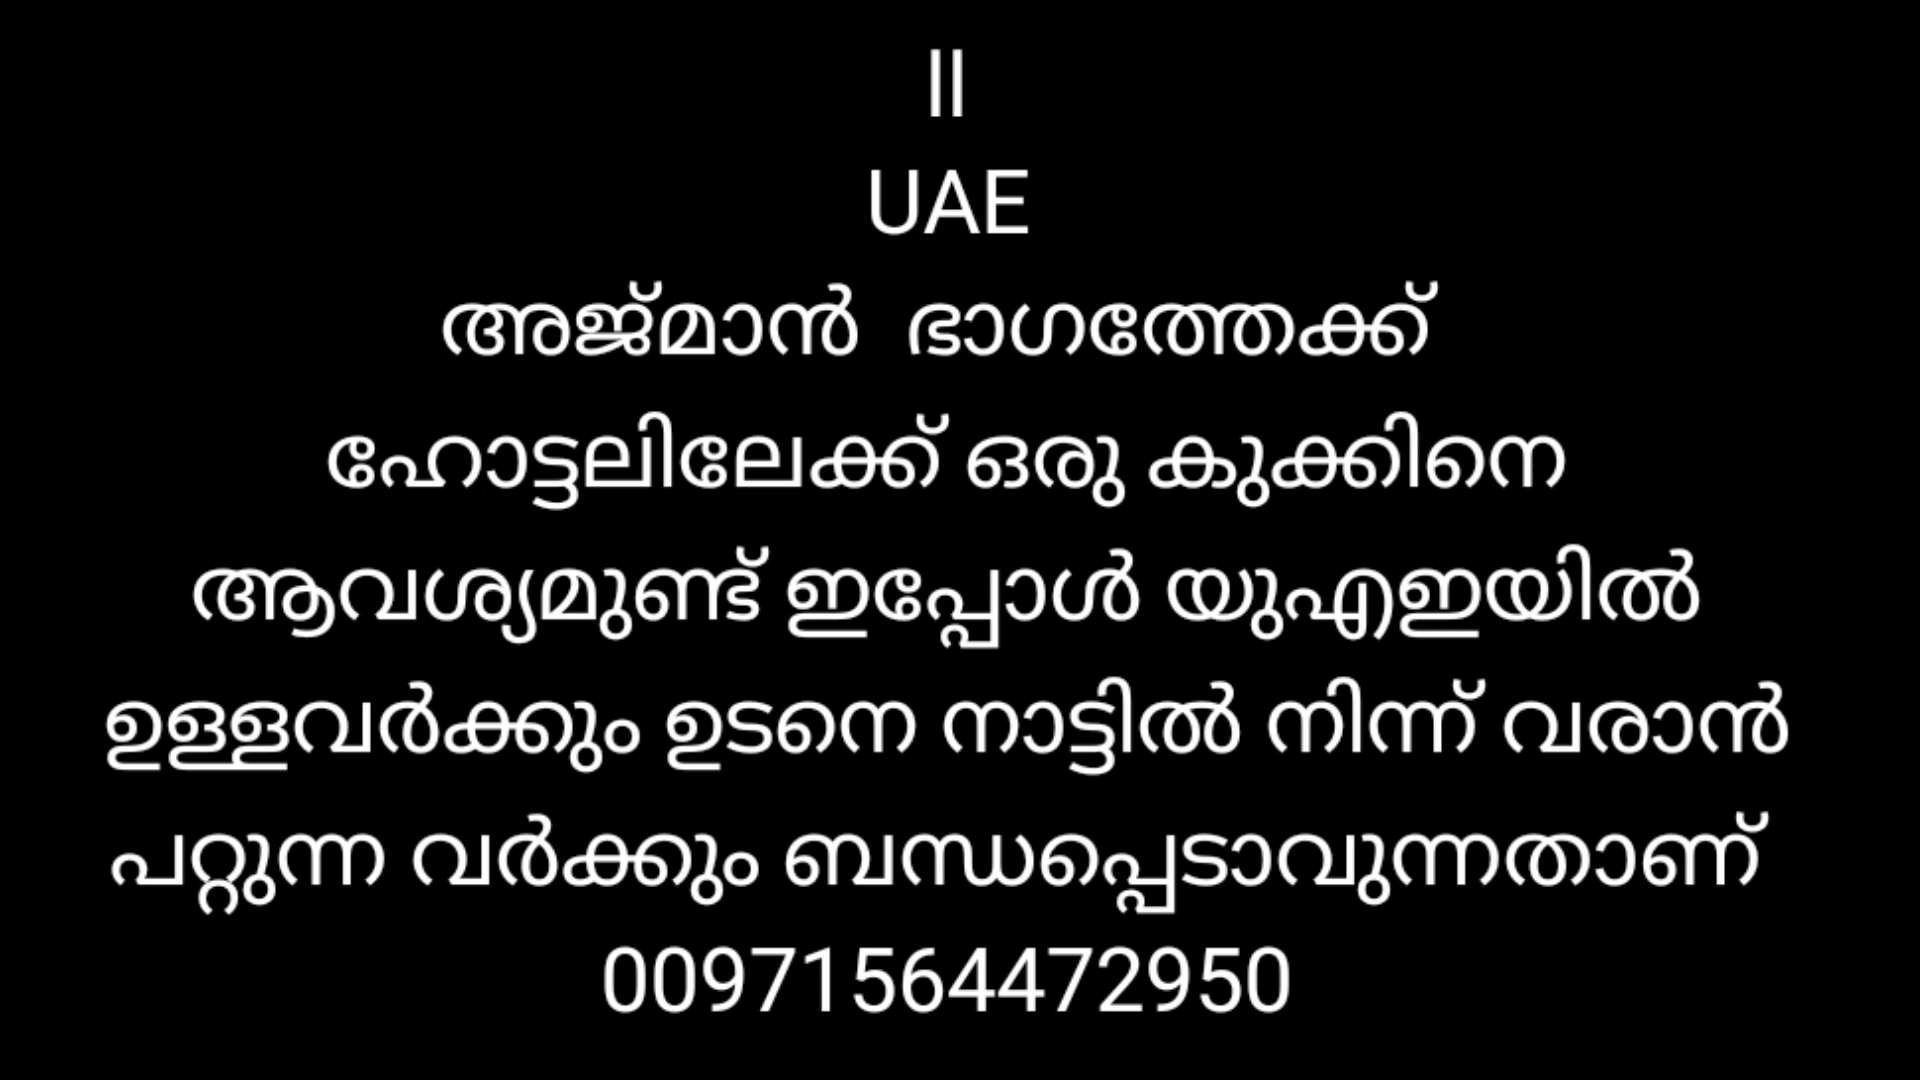 II
UAE
അജ്മാൻ ഭാഗത്തേക്ക്
ഹോട്ടലിലേക്ക് ഒരു കുക്കിനെ
ആവശ്യമുണ്ട് ഇപ്പോൾ യുഎഇയിൽ
ഉള്ളവർക്കും ഉടനെ നാട്ടിൽ നിന്ന് വരാൻ
പറ്റുന്ന വർക്കും ബന്ധപ്പെടാവുന്നതാണ്
00971564472950